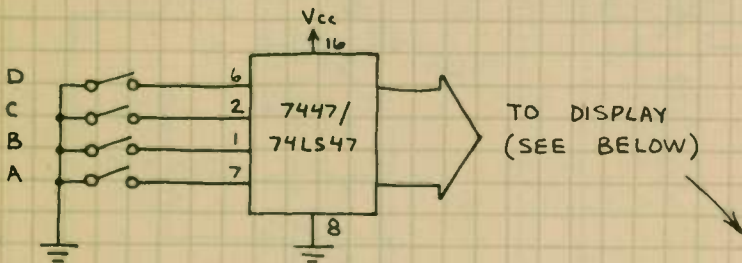 Vcc
16
D 6
C 2
B 1
A 7
7447/
74LS47
TO DISPLAY
(SEE BELOW)
8